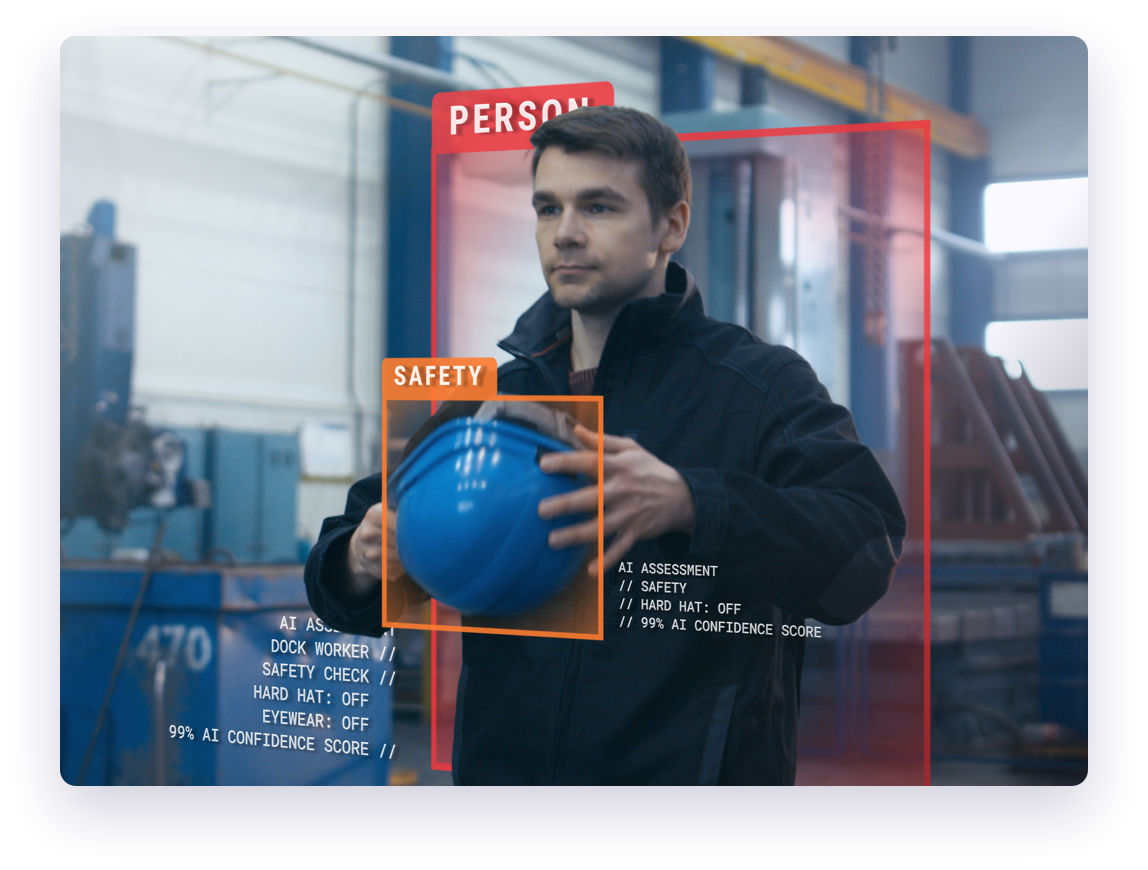 PERSON
SAFETY
AI ASSESSMENT
// SAFETY
// HARD HAT: OFF
// 99% AI CONFIDENCE SCORE
470
AI
DOCK WORKER //
SAFETY CHECK //
HARD HAT: OFF
EYEWEAR: OFF
99% AI CONFIDENCE SCORE //